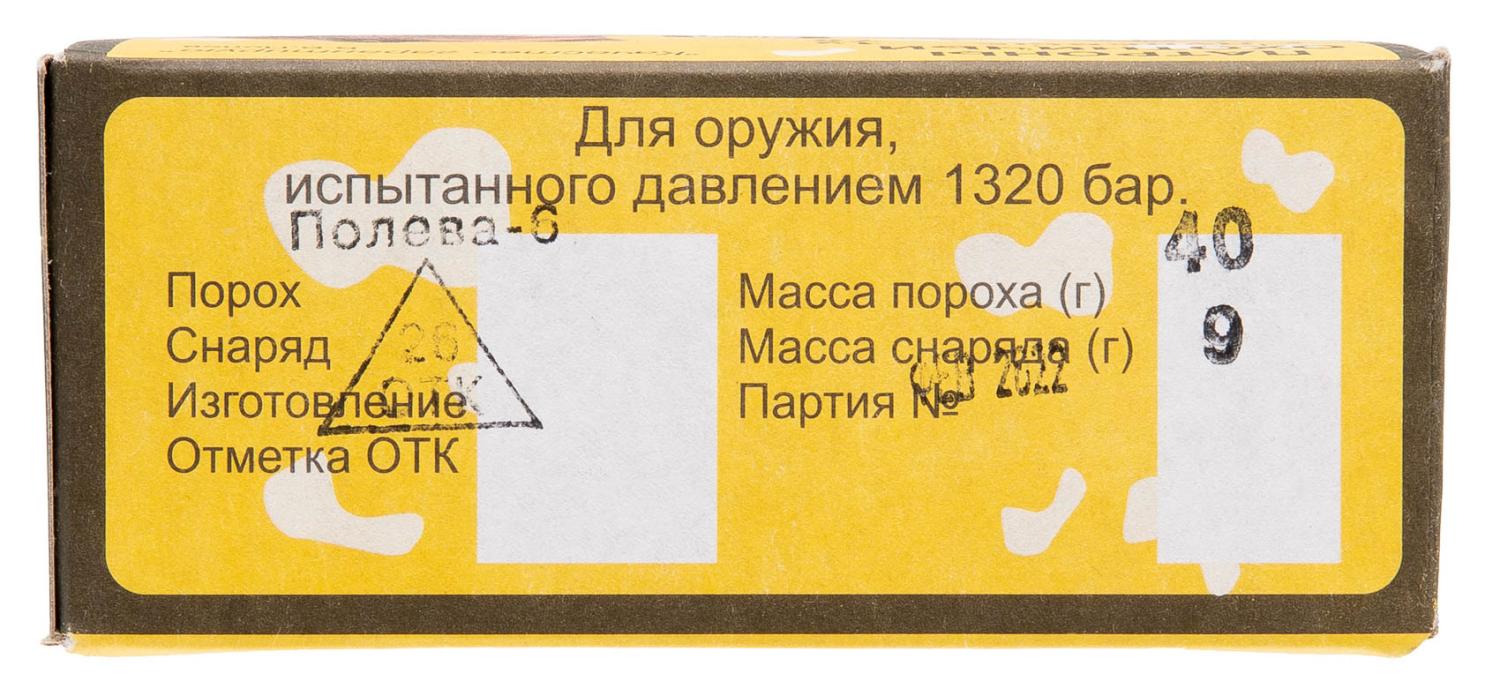 Для оружия,
испытанного давлением 1320 бар.
Полева-6
40
Порох
Масса пороха (г)
Снаряд
26
Масса снаряда (г)
9
Изготовление
ОТК
Партия №
2022
Отметка ОТК